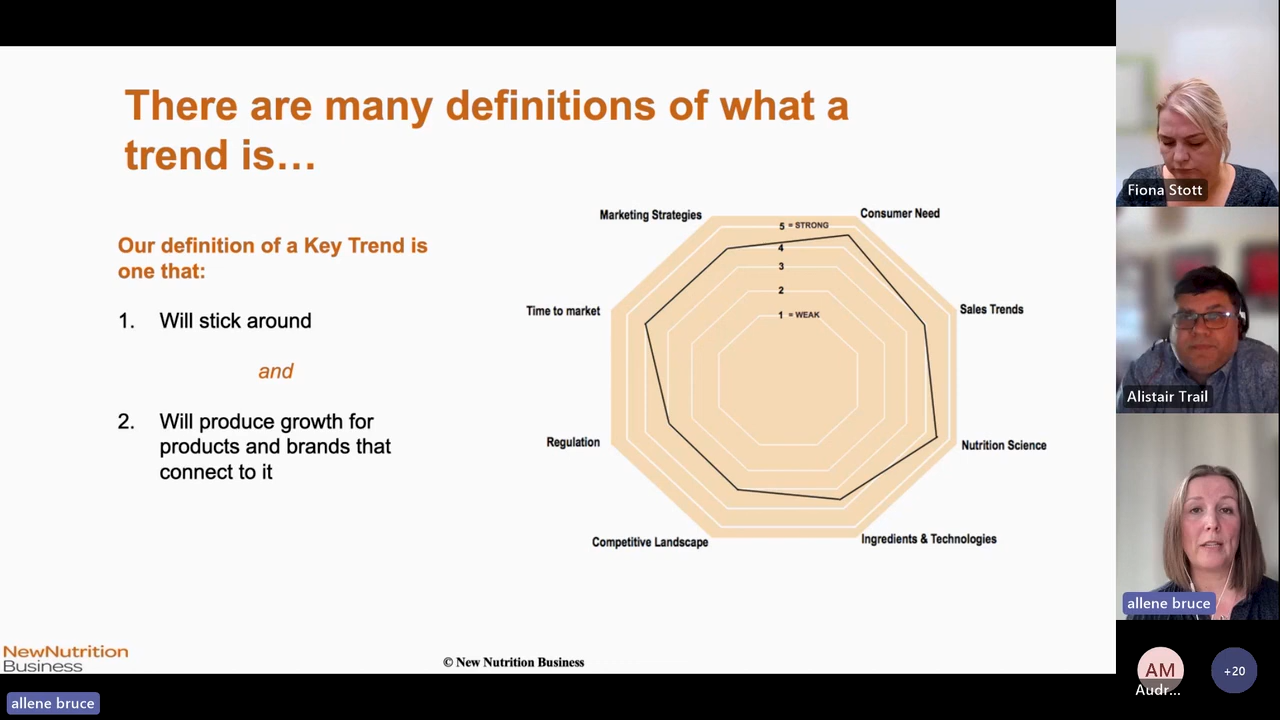 There are many definitions of what a
trend is…
Our definition of a Key Trend is
one that:
1. Will stick around
and
2. Will produce growth for
products and brands that
connect to it
Marketing Strategies
Consumer Need
5 = STRONG
4
3
2
1 = WEAK
Time to market
Sales Trends
Regulation
Nutrition Science
Competitive Landscape
Ingredients & Technologies
NewNutrition
Business
© New Nutrition Business
allene bruce
Fiona Stott
Alistair Trail
allene bruce
AM
Audr...
+20